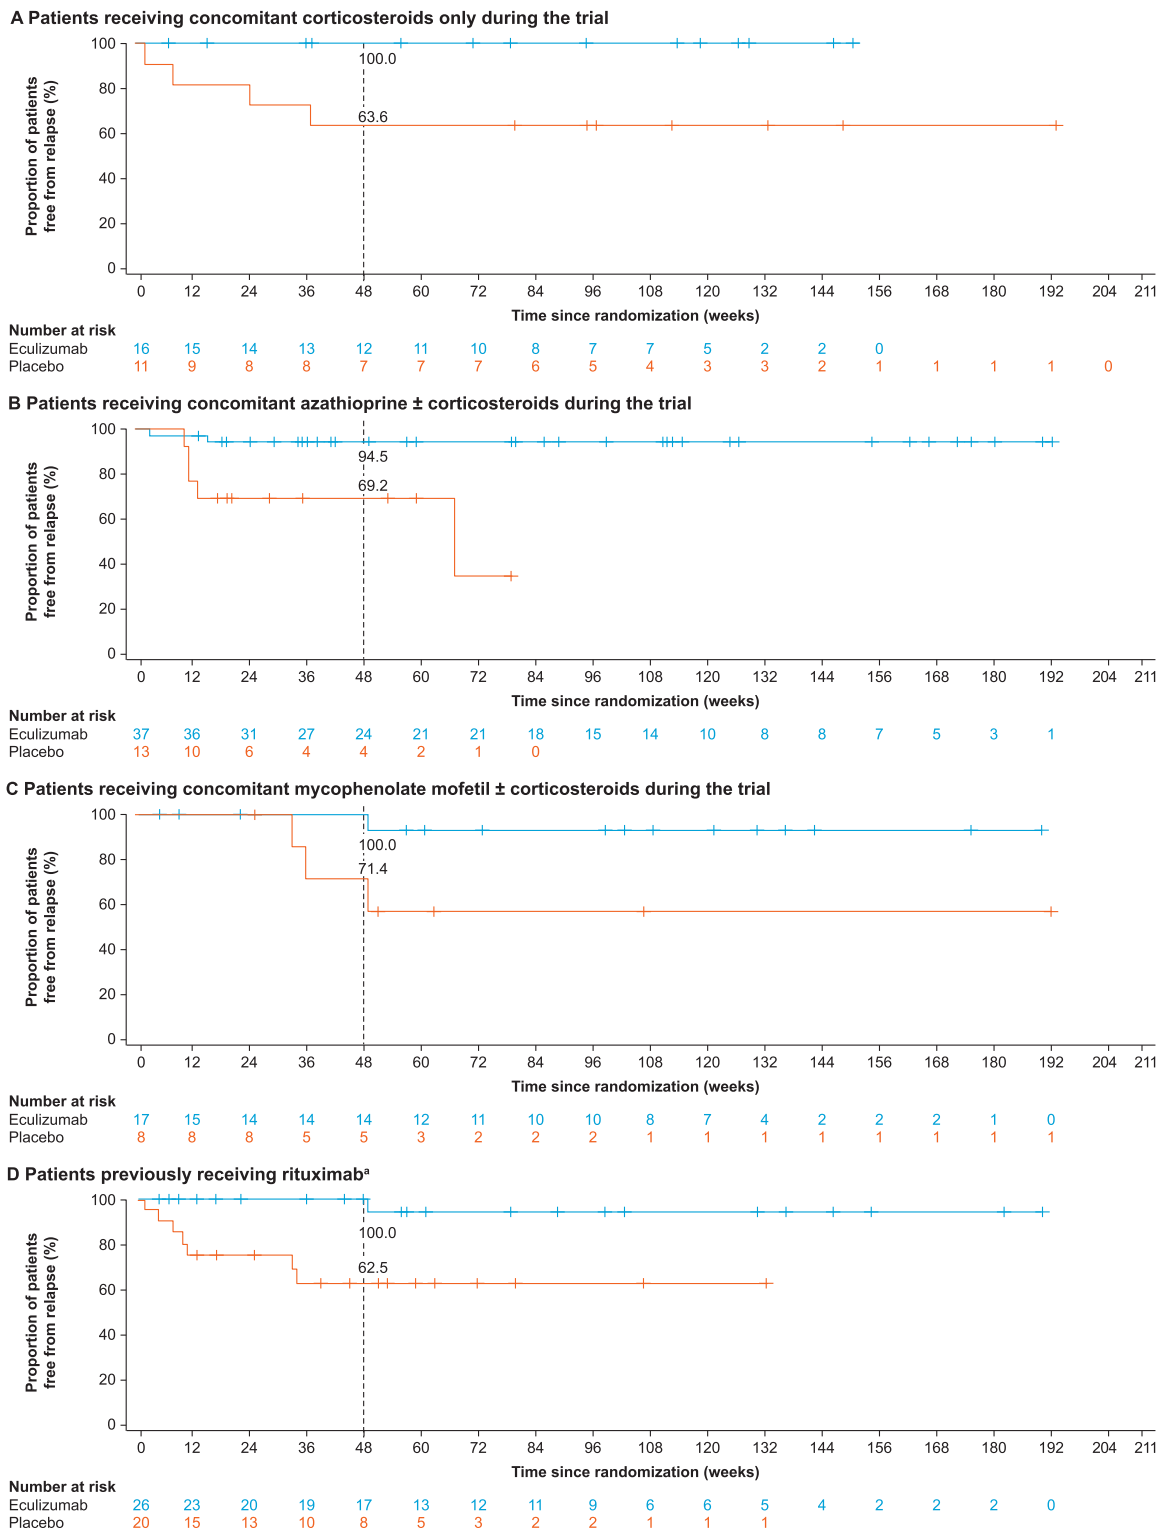 A Patients receiving concomitant corticosteroids only during the trial
Proportion of patients
free from relapse (%)
100
80
60
40
20
0
100.0
63.6
0 12 24 36 48 60 72 84 96 108 120 132 144 156 168 180 192 204 211
Time since randomization (weeks)
Number at risk
Eculizumab 16 15 14 13 12 11 10 8 7 7 5 2 2 0
Placebo 11 9 8 8 7 7 7 6 5 4 3 3 2 1 1 1 1 0
B Patients receiving concomitant azathioprine ± corticosteroids during the trial
Proportion of patients
free from relapse (%)
100
80
60
40
20
0
94.5
69.2
0 12 24 36 48 60 72 84 96 108 120 132 144 156 168 180 192 204 211
Time since randomization (weeks)
Number at risk
Eculizumab 37 36 31 27 24 21 21 18 15 14 10 8 8 7 5 3 1
Placebo 13 10 6 4 4 2 1 0
C Patients receiving concomitant mycophenolate mofetil ± corticosteroids during the trial
Proportion of patients
free from relapse (%)
100
80
60
40
20
0
100.0
71.4
0 12 24 36 48 60 72 84 96 108 120 132 144 156 168 180 192 204 211
Time since randomization (weeks)
Number at risk
Eculizumab 17 15 14 14 14 12 11 10 10 8 7 4 2 2 2 1 0
Placebo 8 8 8 5 5 3 2 2 2 1 1 1 1 1 1 1 1
D Patients previously receiving rituximabᵃ
Proportion of patients
free from relapse (%)
100
80
60
40
20
0
100.0
62.5
0 12 24 36 48 60 72 84 96 108 120 132 144 156 168 180 192 204 211
Time since randomization (weeks)
Number at risk
Eculizumab 26 23 20 19 17 13 12 11 9 6 6 5 4 2 2 2 0
Placebo 20 15 13 10 8 5 3 2 2 1 1 1